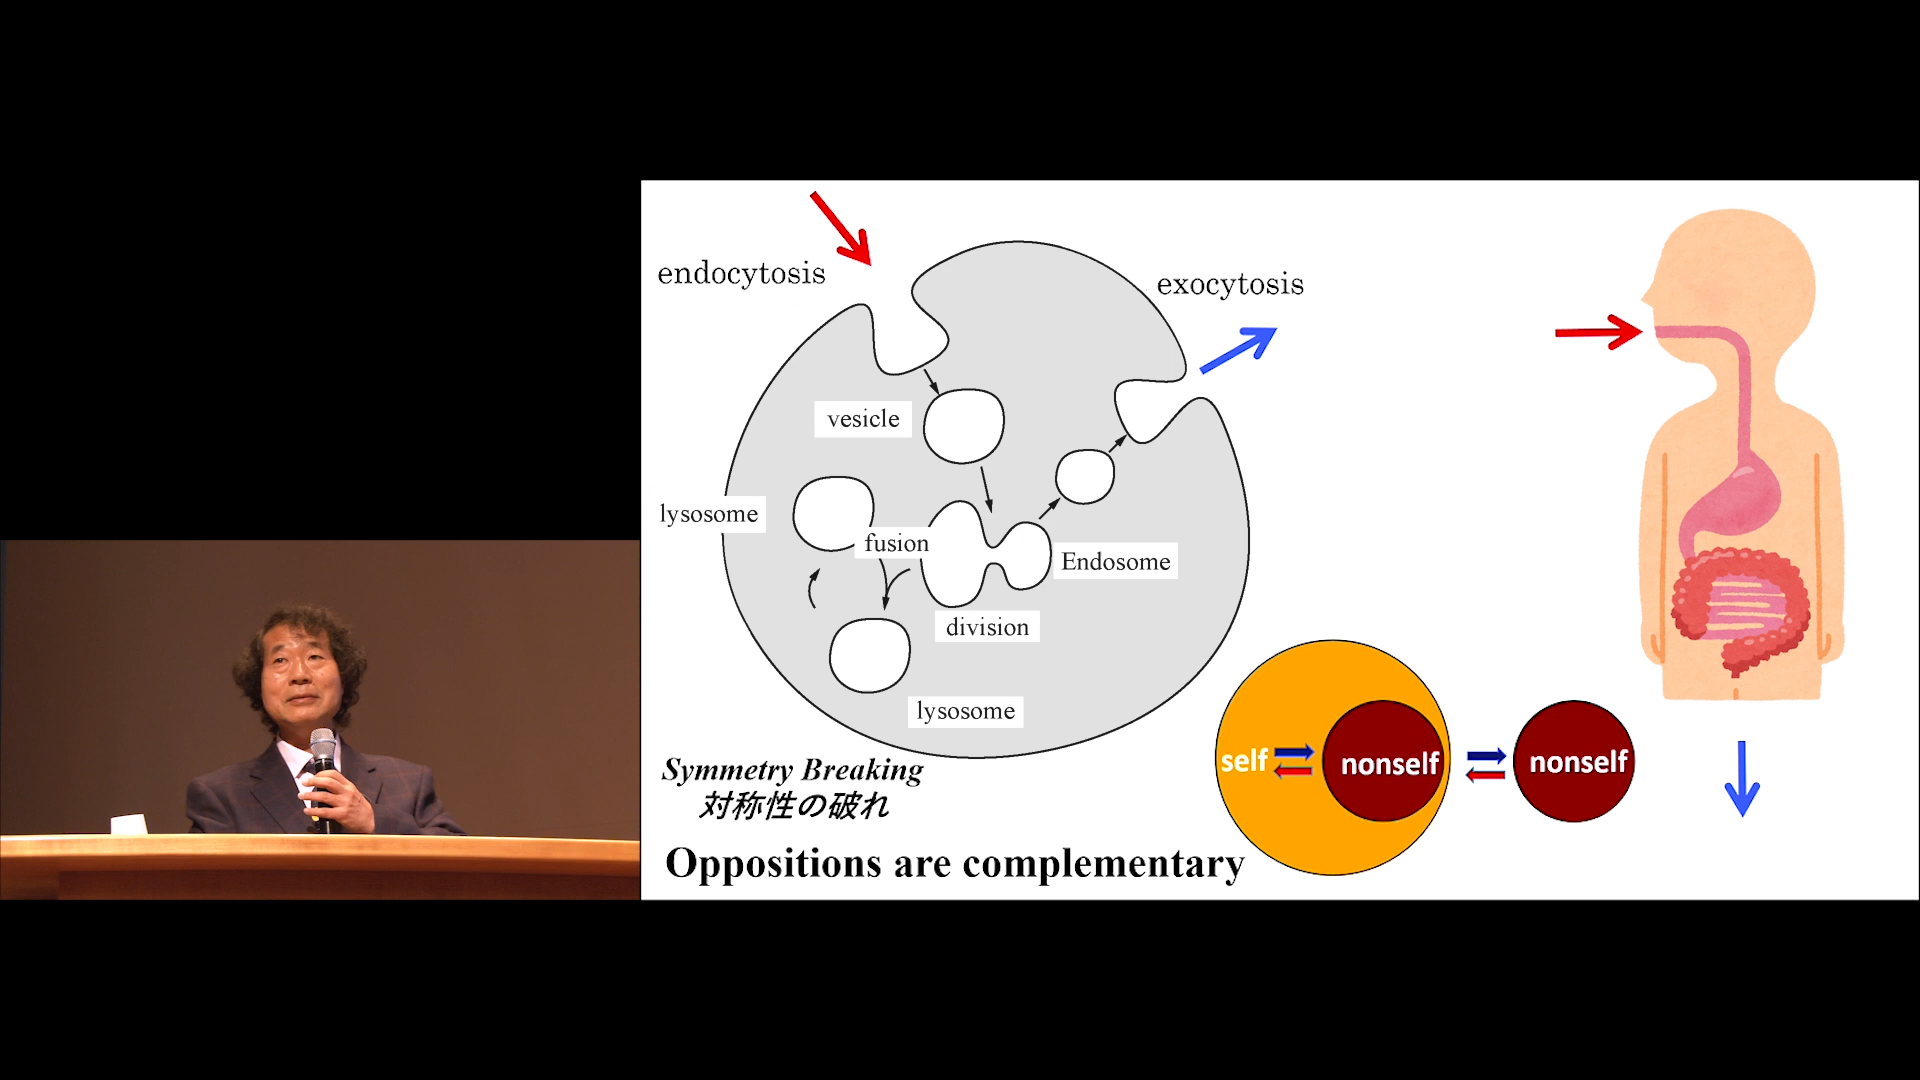 endocytosis
exocytosis
vesicle
lysosome
fusion
Endosome
division
lysosome
Symmetry Breaking
対称性の破れ
Oppositions are complementary
self
nonself
nonself